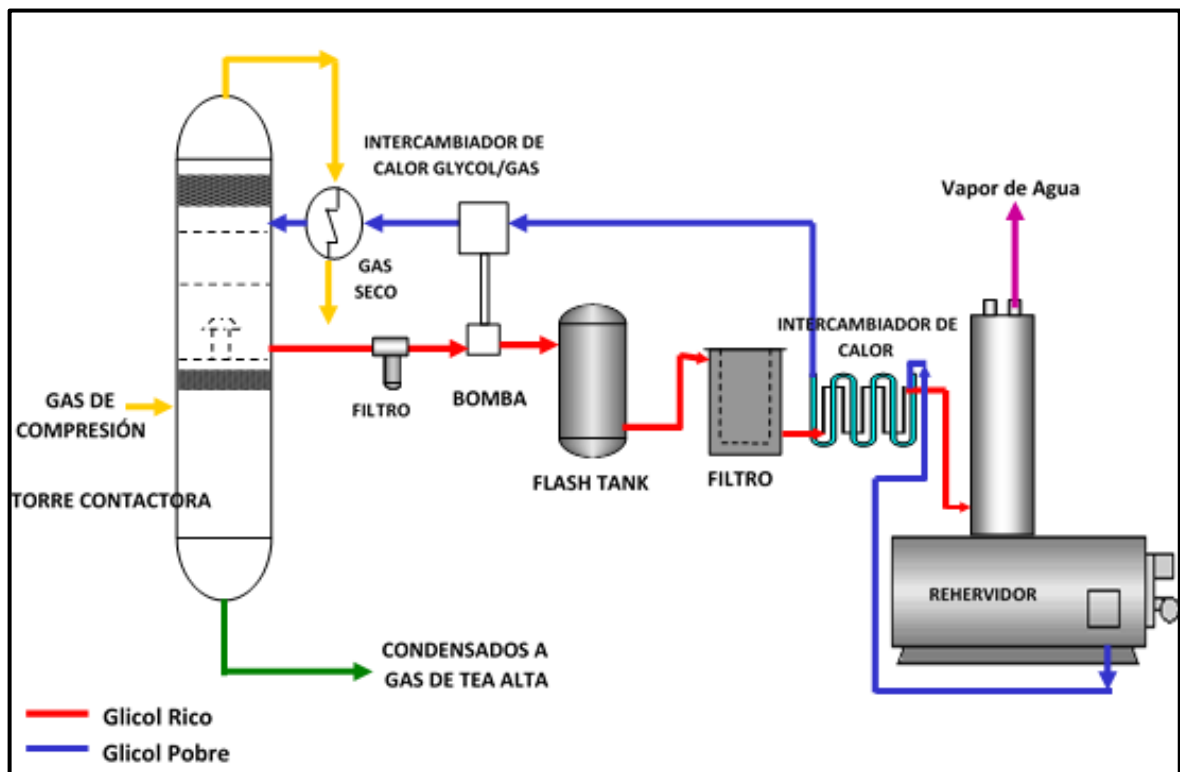 INTERCAMBIADOR DE
CALOR GLYCOL/GAS
Vapor de Agua
GAS
SECO
INTERCAMBIADOR DE
CALOR
GAS DE
COMPRESIÓN
FILTRO
BOMBA
FLASH TANK
FILTRO
TORRE CONTACTORA
REHERVIDOR
CONDENSADOS A
GAS DE TEA ALTA
Glicol Rico
Glicol Pobre